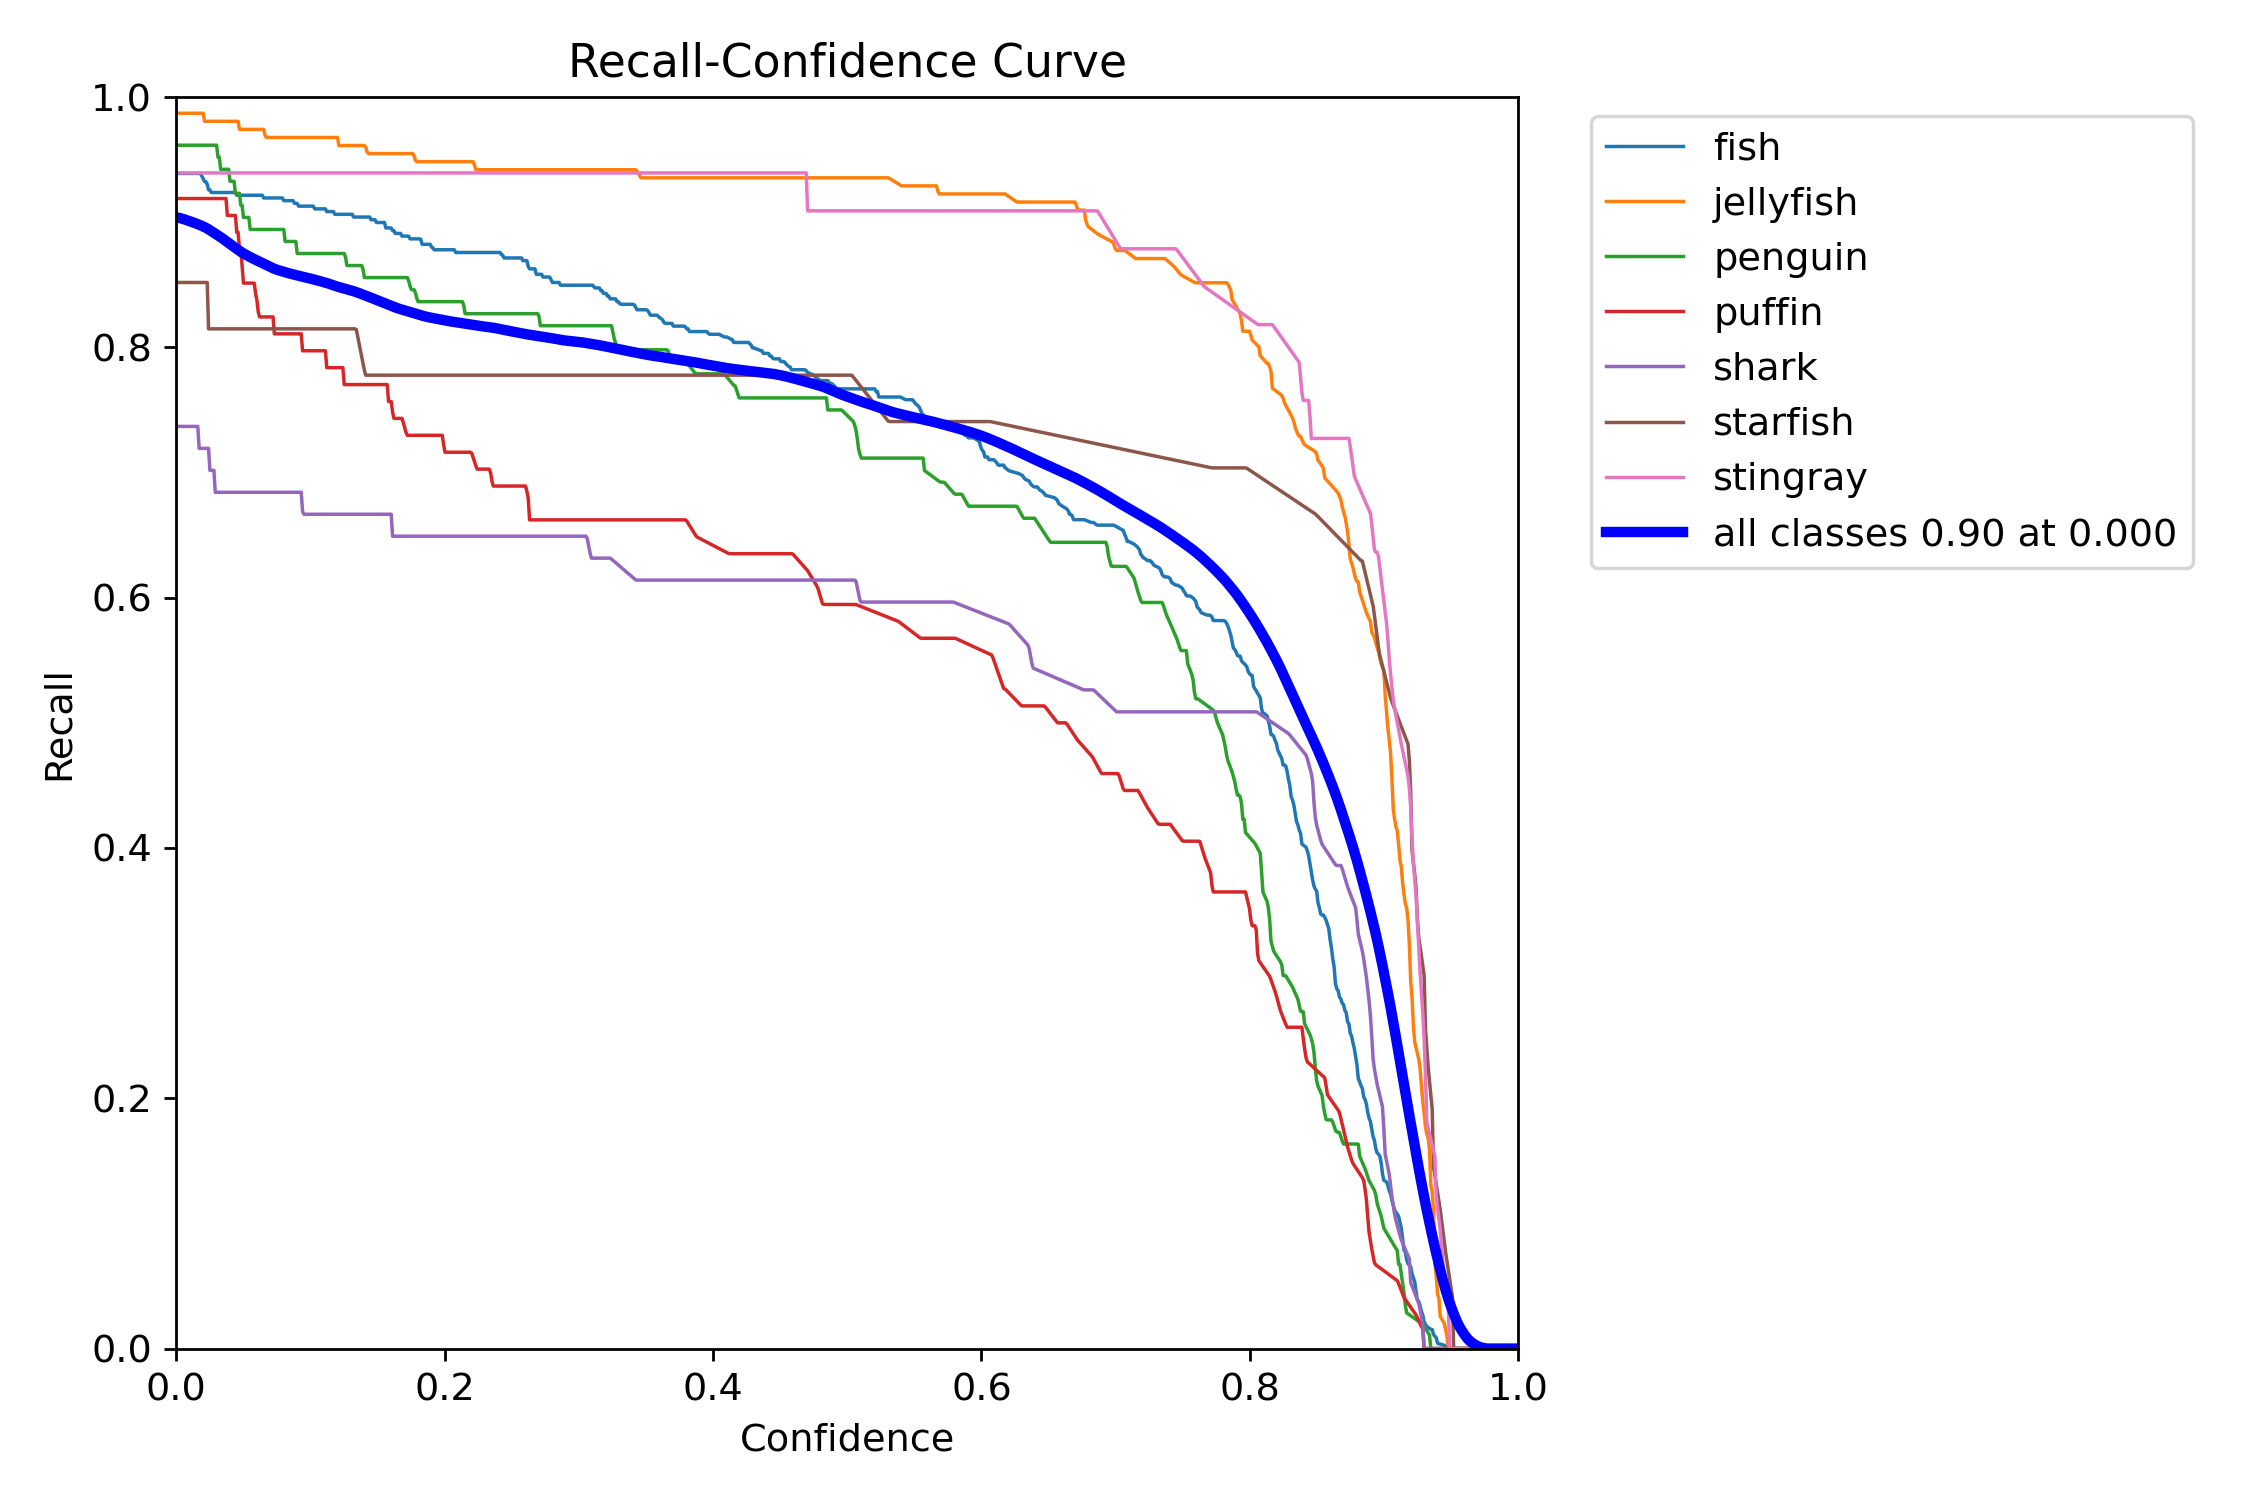 Recall-Confidence Curve
1.0
0.8
0.6
0.4
0.2
0.0
Recall
0.0 0.2 0.4 0.6 0.8 1.0
Confidence
fish
jellyfish
penguin
puffin
shark
starfish
stingray
all classes 0.90 at 0.000